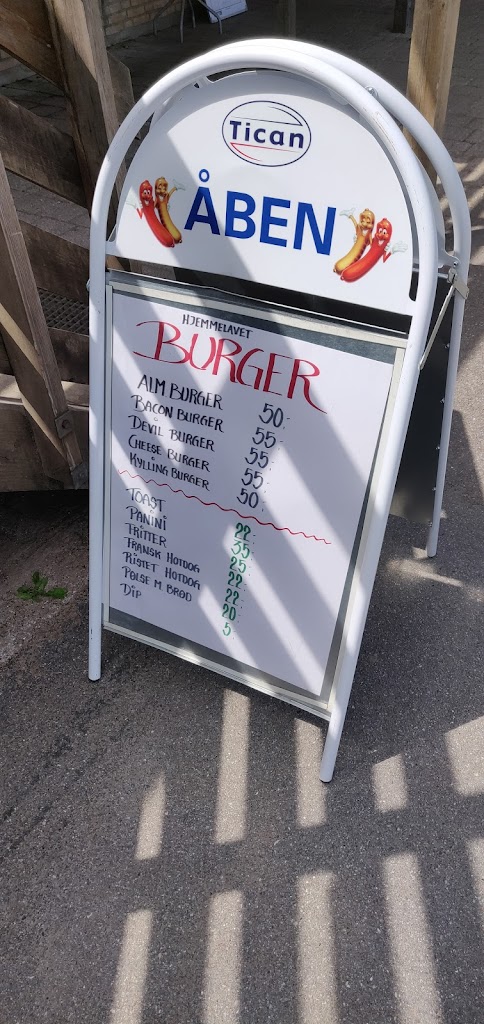 Tican
ÅBEN
HJEMMELAVET
BURGER
ALM BURGER 50.-
BACON BURGER 55.-
DEVIL BURGER 55.-
CHEESE BURGER 55.-
KYLLING BURGER 50.-
TOAST 22.-
PANINI 35.-
FRITTER 25.-
FRANSK HOTDOG 22.-
RISTET HOTDOG 22.-
PØLSE M. BRØD 20.-
DIP 5.-